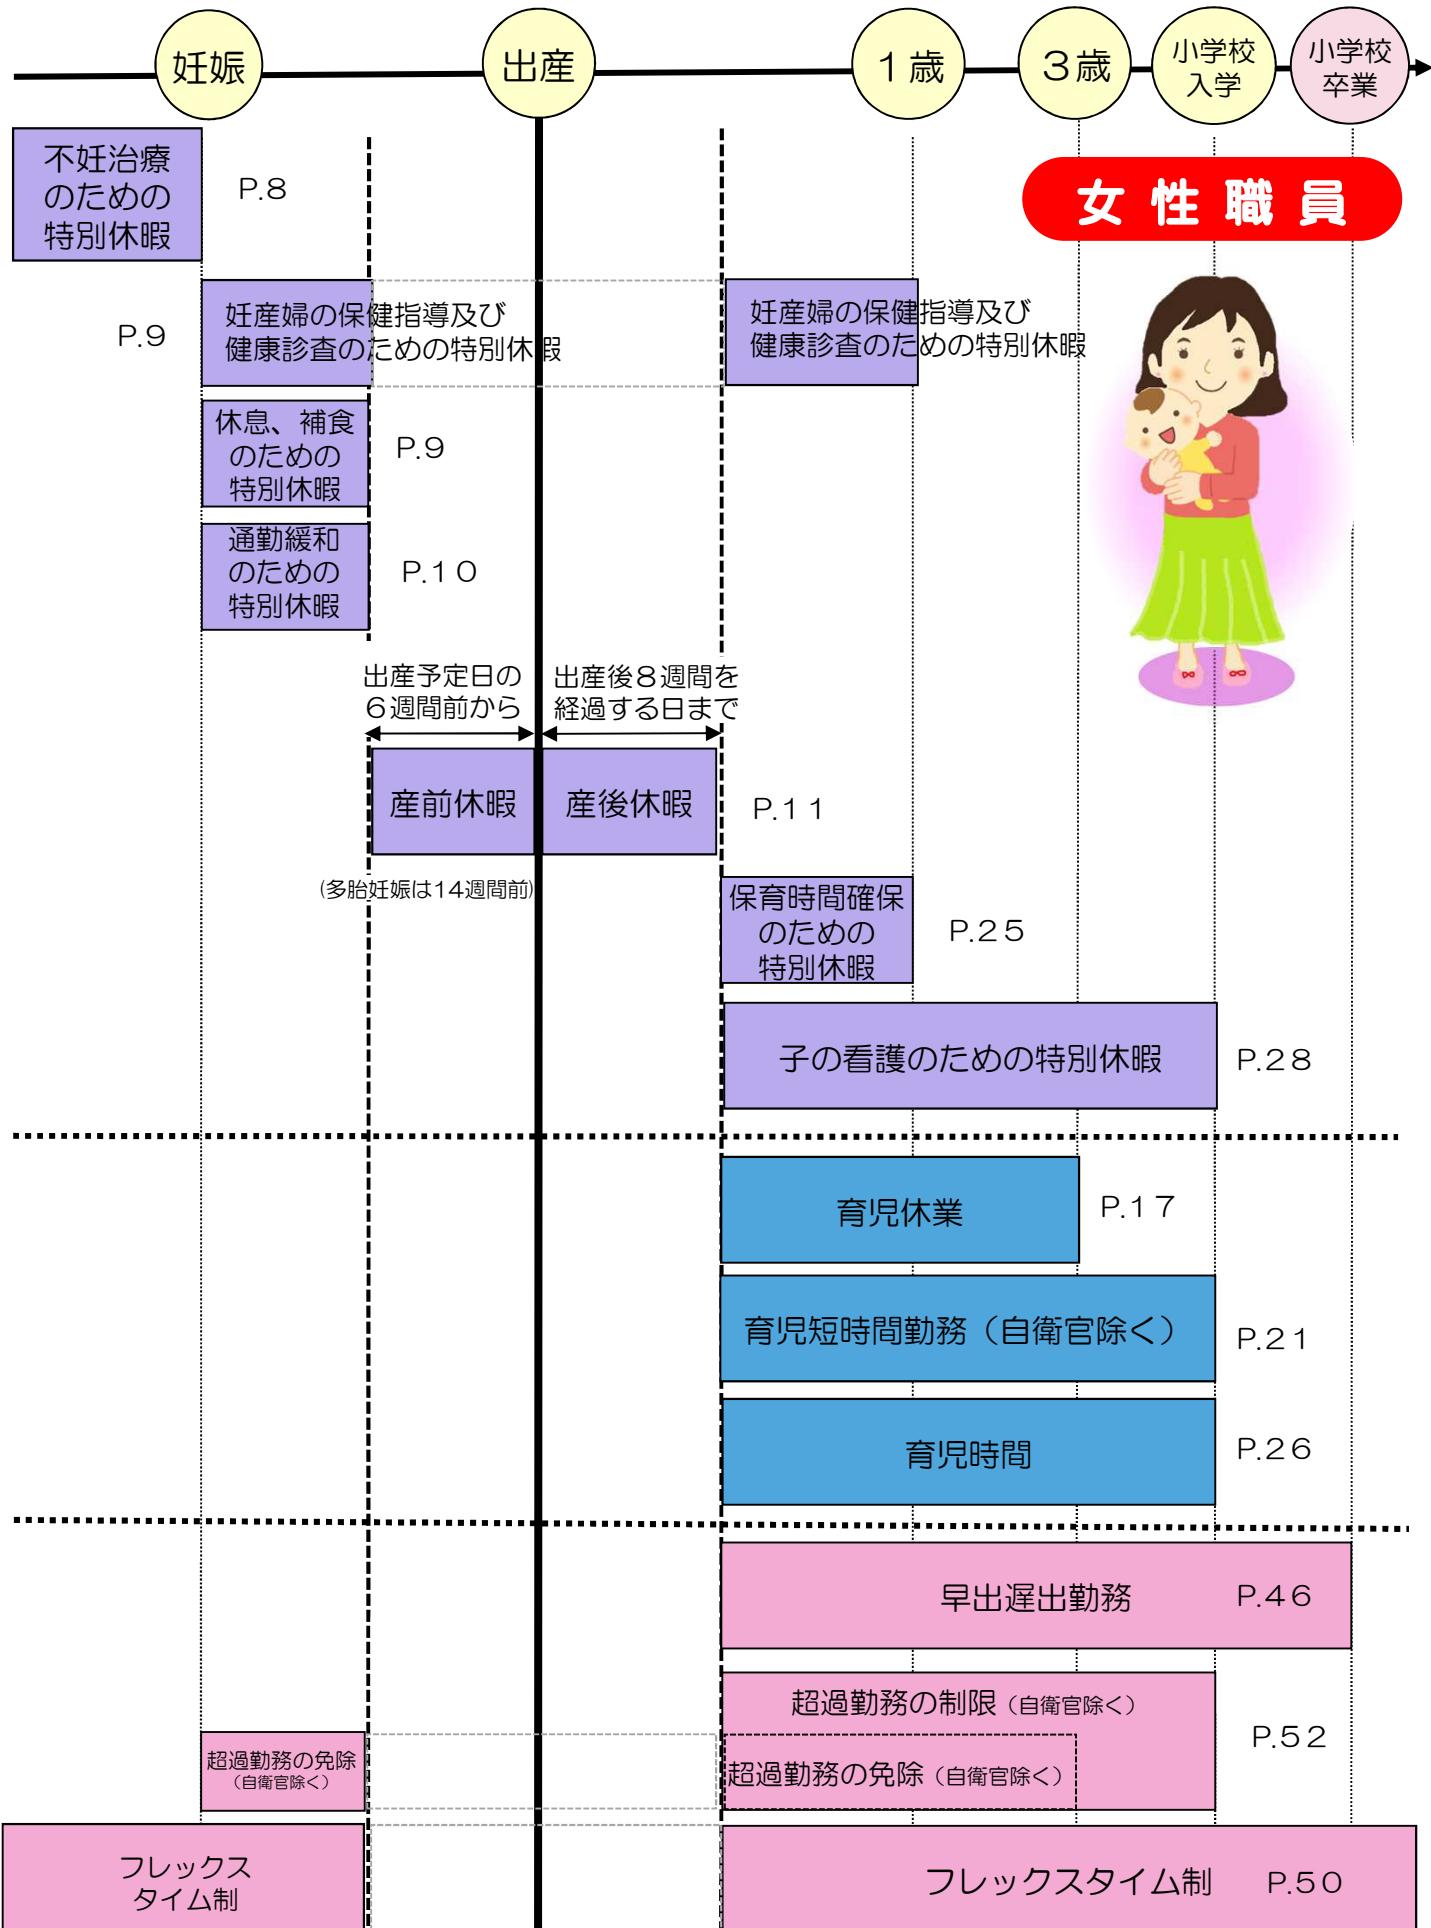 妊娠
出産
１歳
３歳
小学校
入学
小学校
卒業
女性職員
不妊治療
のための
特別休暇
P.8
P.9
妊産婦の保健指導及び
健康診査のための特別休暇
妊産婦の保健指導及び
健康診査のための特別休暇
休息、補食
のための
特別休暇
P.9
通勤緩和
のための
特別休暇
P.10
出産予定日の
６週間前から
出産後８週間を
経過する日まで
産前休暇
産後休暇
P.11
(多胎妊娠は14週間前)
保育時間確保
のための
特別休暇
P.25
子の看護のための特別休暇
P.28
育児休業
P.17
育児短時間勤務（自衛官除く）
P.21
育児時間
P.26
早出遅出勤務
P.46
超過勤務の制限（自衛官除く）
P.52
超過勤務の免除
（自衛官除く）
超過勤務の免除（自衛官除く）
フレックス
タイム制
フレックスタイム制
P.50